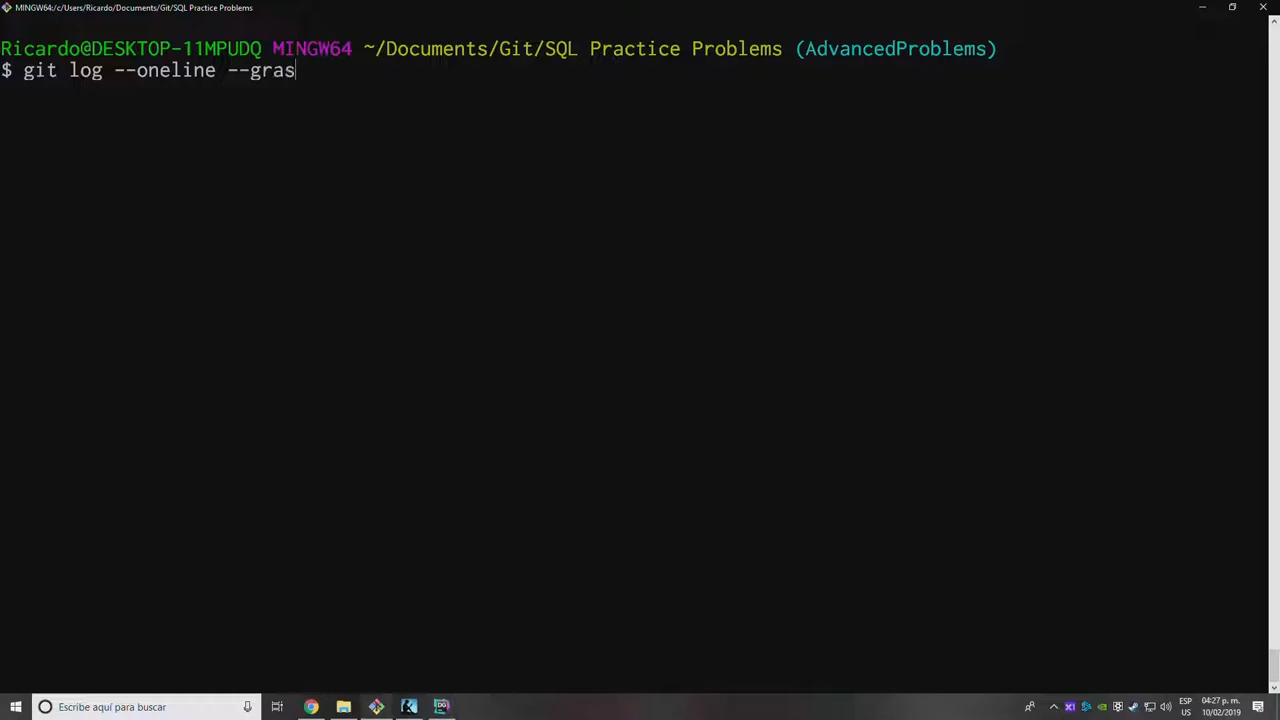 MINGW64:/c/Users/Ricardo/Documents/Git/SQL Practice Problems
Ricardo@DESKTOP-11MPUDQ MINGW64 ~/Documents/Git/SQL Practice Problems (AdvancedProblems)
$ git log --oneline --gras
Escribe aquí para buscar
DG
ESP
04:27 p. m.
US
10/02/2019